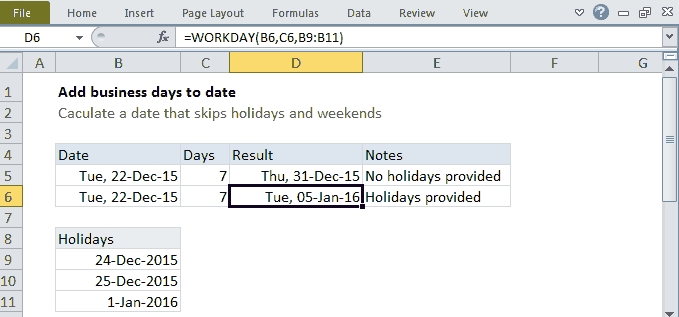 File Home Insert Page Layout Formulas Data Review View
D6 fx =WORKDAY(B6,C6,B9:B11)
A B C D E F G
1 Add business days to date
2 Caculate a date that skips holidays and weekends
3
4 Date Days Result Notes
5 Tue, 22-Dec-15 7 Thu, 31-Dec-15 No holidays provided
6 Tue, 22-Dec-15 7 Tue, 05-Jan-16 Holidays provided
7
8 Holidays
9 24-Dec-2015
10 25-Dec-2015
11 1-Jan-2016